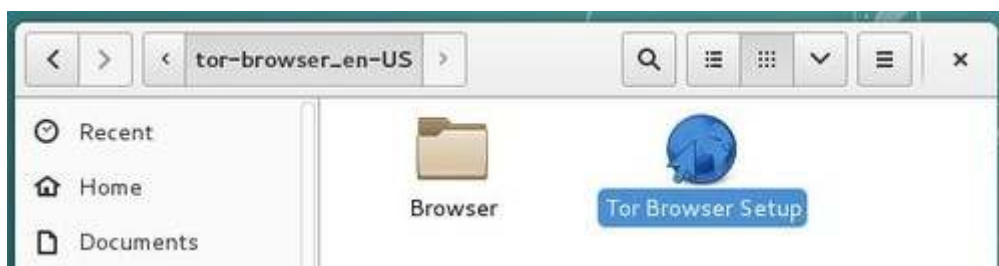 tor-browser_en-US
Recent
Home
Documents
Browser
Tor Browser Setup